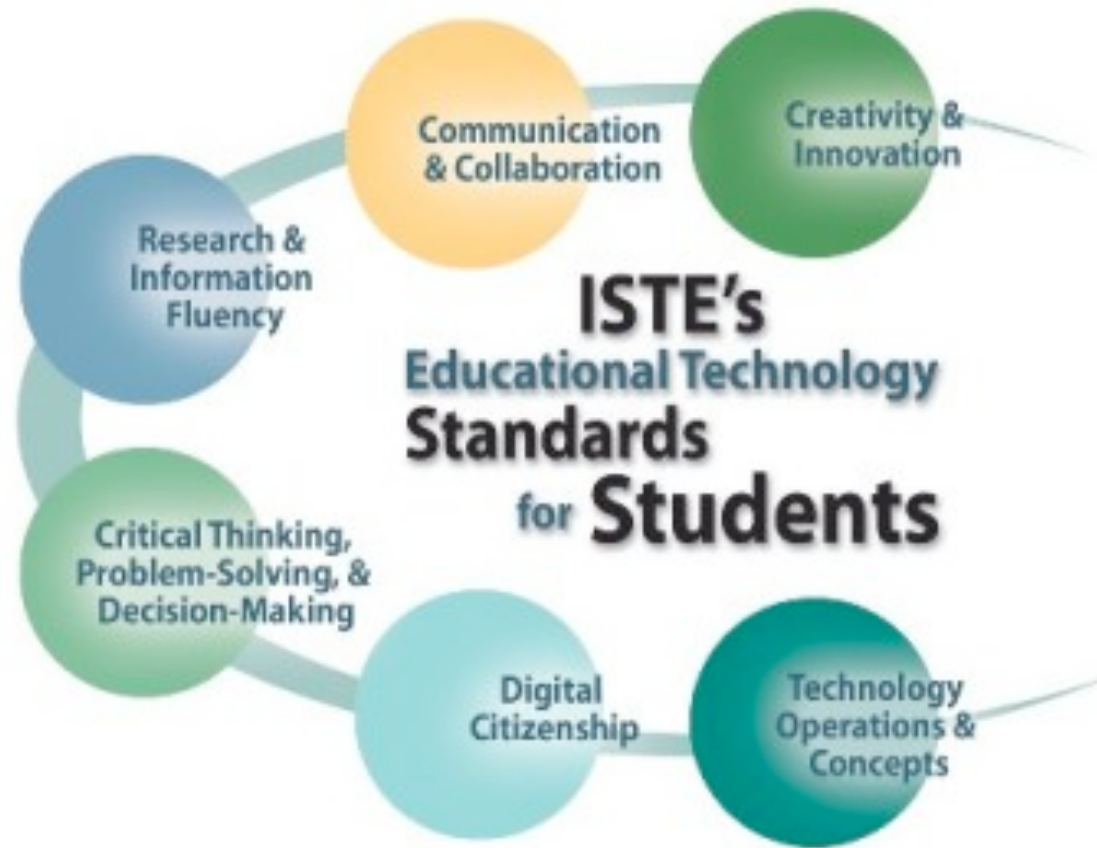 Creativity &
Innovation
Communication
& Collaboration
Research &
Information
Fluency
ISTE's
Educational Technology
Standards
for Students
Critical Thinking,
Problem-Solving, &
Decision-Making
Digital
Citizenship
Technology
Operations &
Concepts